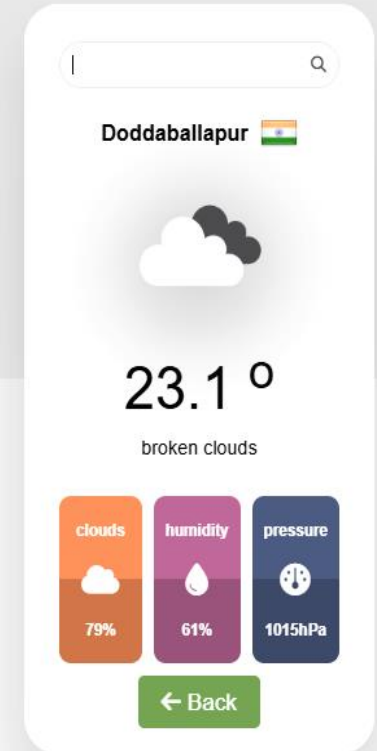 Doddaballapur
23.1 º
broken clouds
clouds humidity pressure
79% 61% 1015hPa
Back